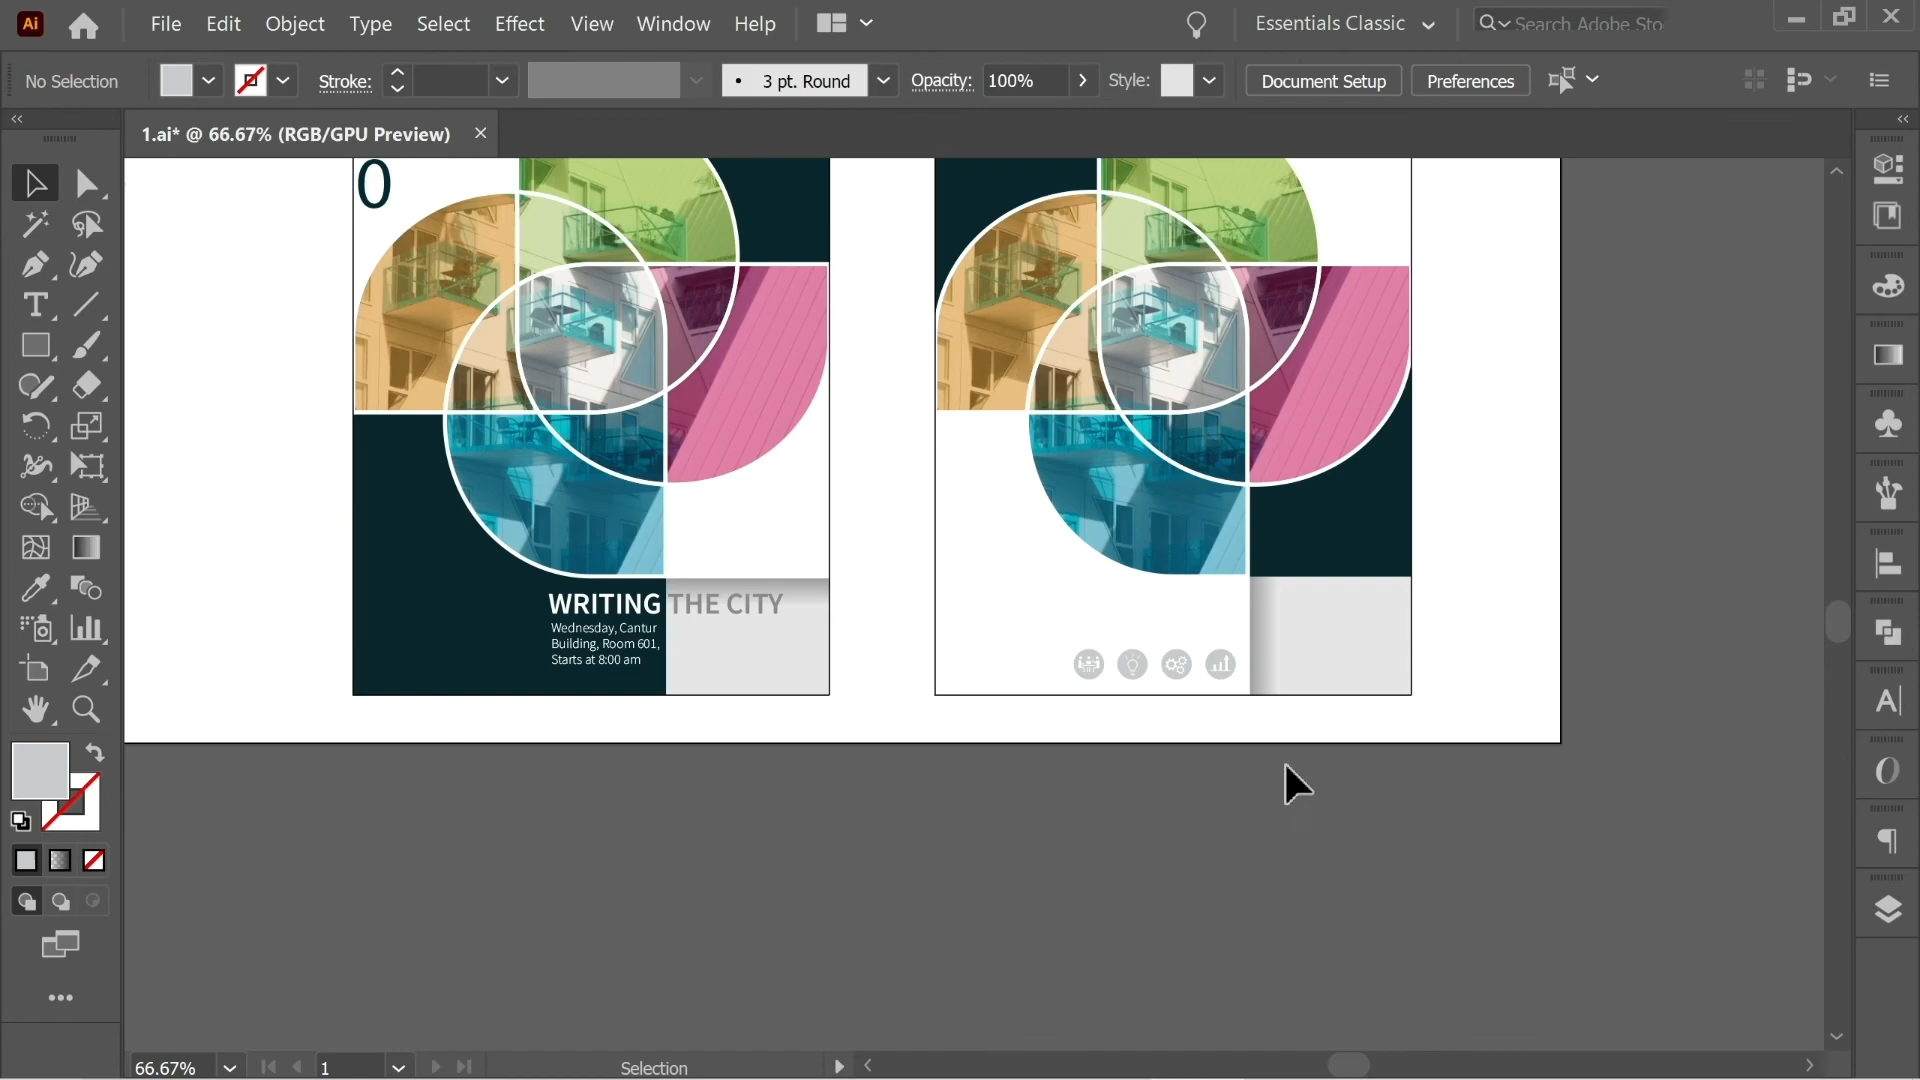 Ai File Edit Object Type Select Effect View Window Help Essentials Classic Search Adobe Sto
No Selection Stroke: 3 pt. Round Opacity: 100% Style: Document Setup Preferences
1.ai* @ 66.67% (RGB/GPU Preview)
0
WRITING THE CITY
Wednesday, Cantur
Building, Room 601,
Starts at 8:00 am
66.67% 1 Selection